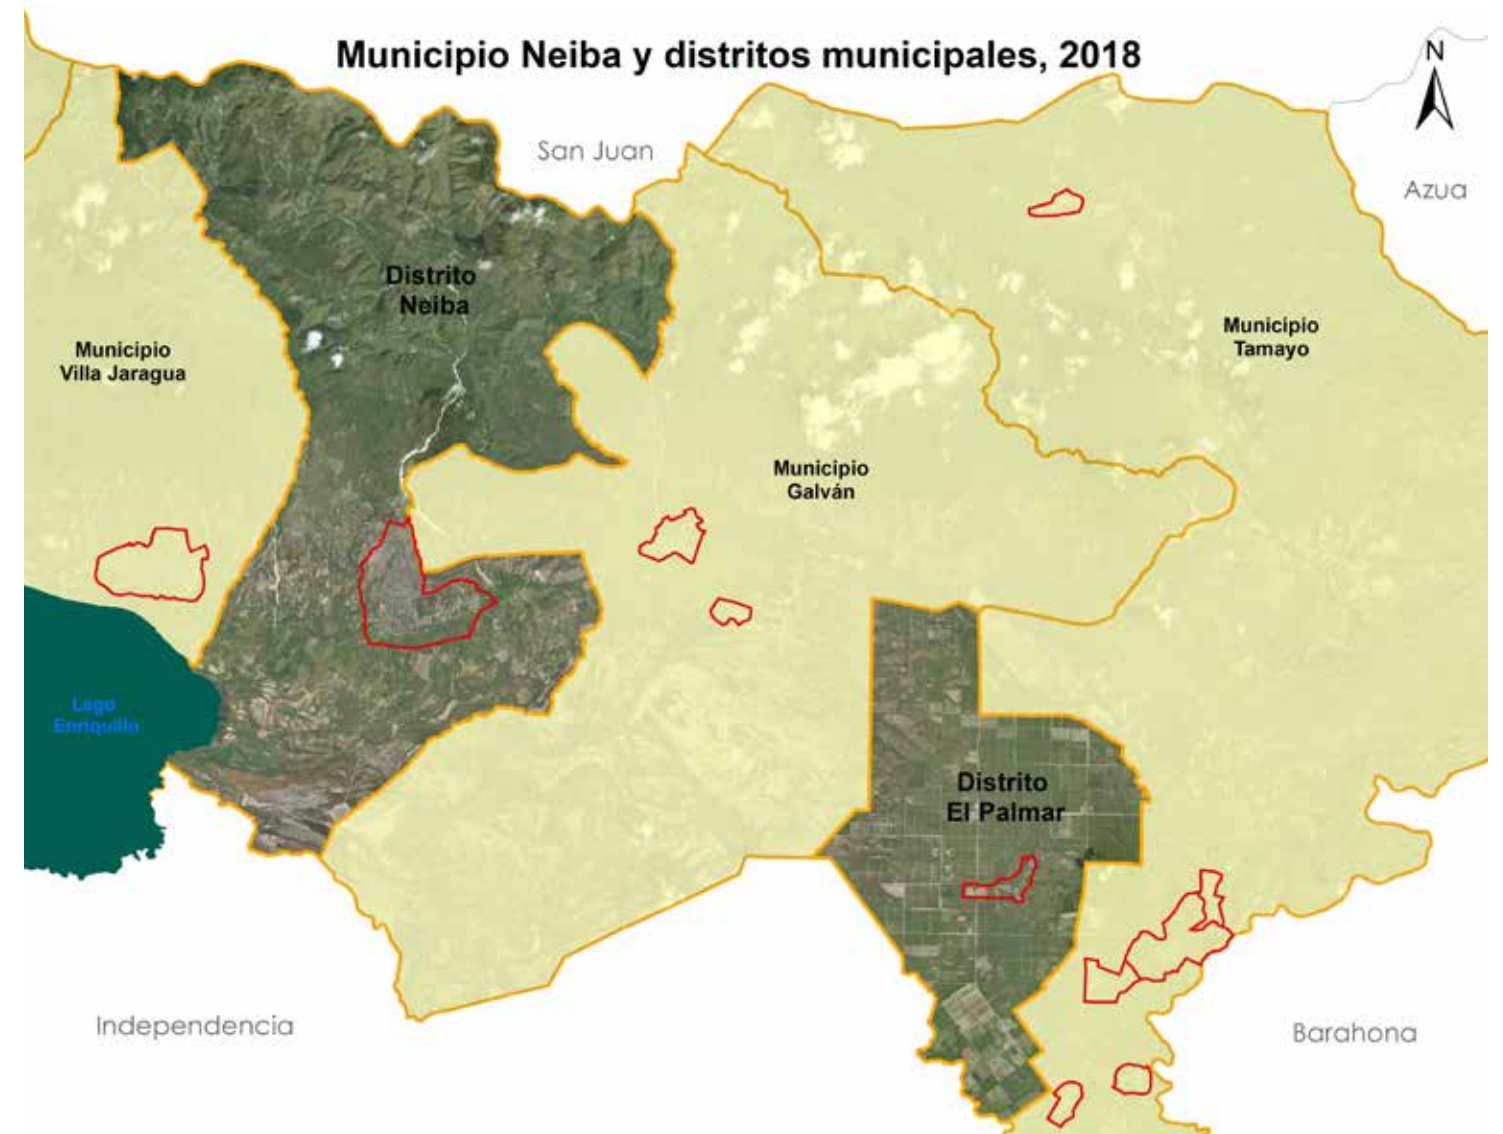 Municipio Neiba y distritos municipales, 2018
N
San Juan
Azua
Distrito
Neiba
Municipio
Tamayo
Municipio
Villa Jaragua
Municipio
Galván
Lago
Enriquillo
Distrito
El Palmar
Independencia
Barahona